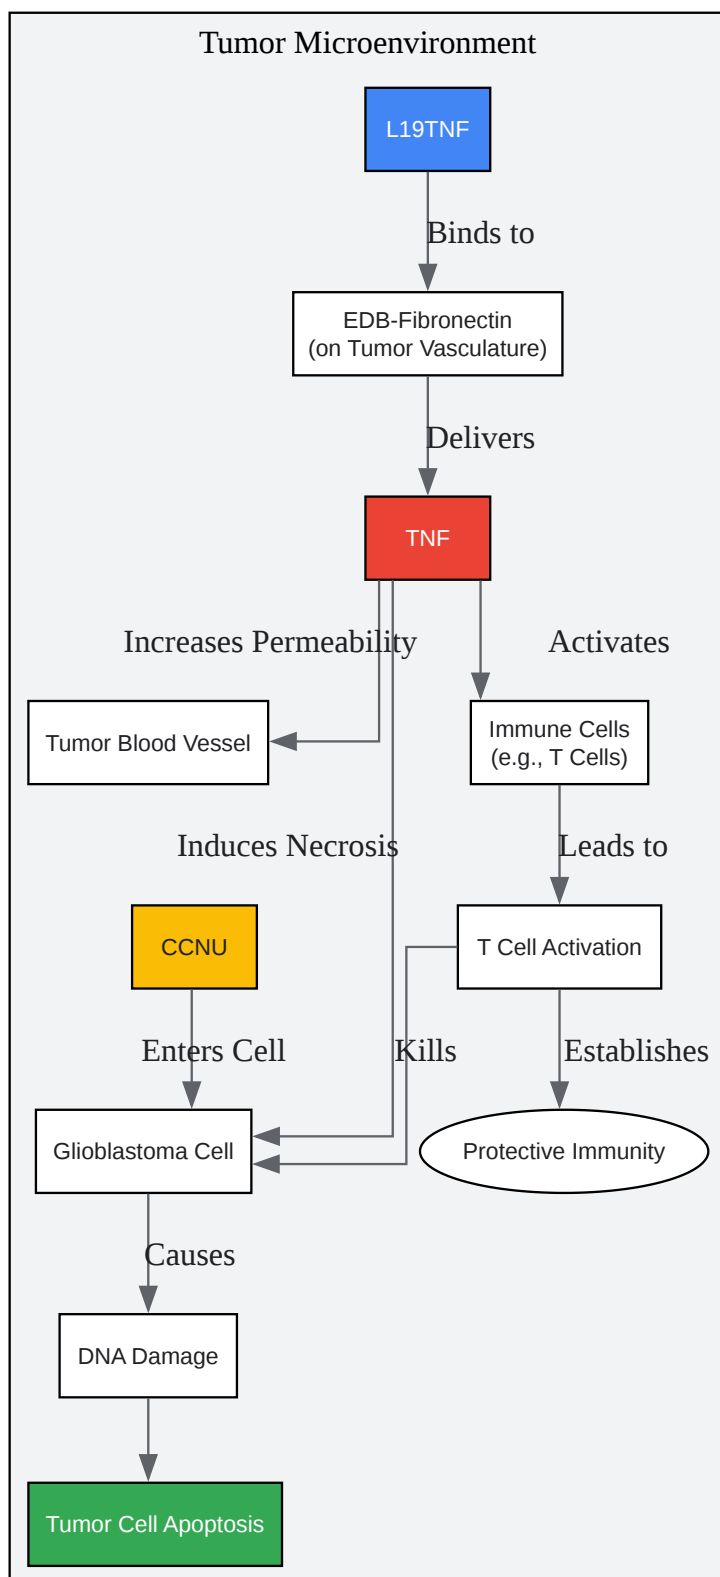 Tumor Microenvironment
L19TNF
Binds to
EDB-Fibronectin
(on Tumor Vasculature)
Delivers
TNF
Increases Permeability
Activates
Tumor Blood Vessel
Immune Cells
(e.g., T Cells)
Induces Necrosis
Leads to
CCNU
T Cell Activation
Enters Cell
Kills
Establishes
Glioblastoma Cell
Protective Immunity
Causes
DNA Damage
Tumor Cell Apoptosis